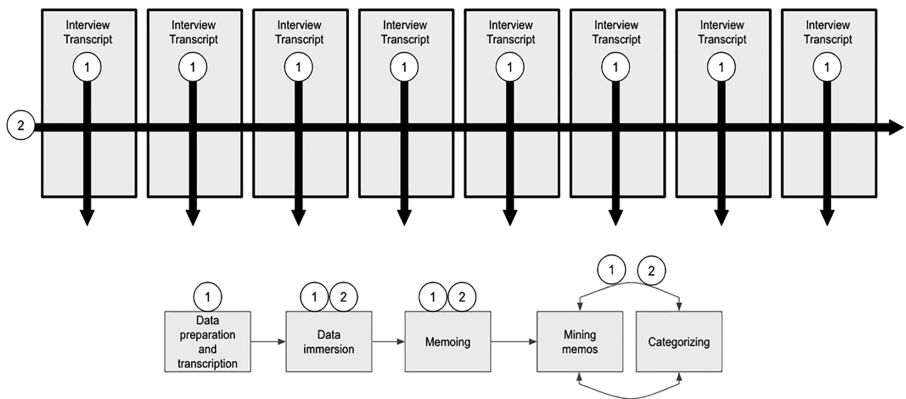 Interview
Transcript
Interview
Transcript
Interview
Transcript
Interview
Transcript
Interview
Transcript
Interview
Transcript
Interview
Transcript
Interview
Transcript
1 1 1 1 1 1 1 1
2
1 2
1 1 2 1 2
Data
preparation
and
transcription
Data
immersion
Memoing
Mining
memos
Categorizing